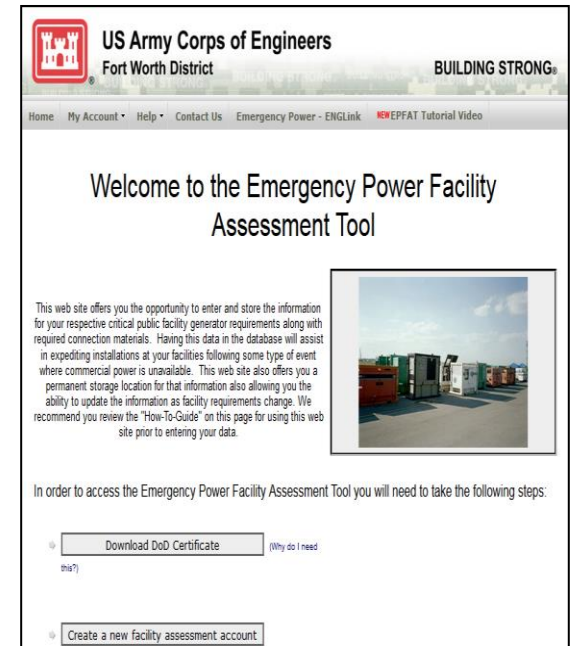 US Army Corps of Engineers
Fort Worth District
BUILDING STRONG®
Home My Account Help Contact Us Emergency Power - ENGLink NEW EPFAT Tutorial Video
Welcome to the Emergency Power Facility
Assessment Tool
This web site offers you the opportunity to enter and store the information
for your respective critical public facility generator requirements along with
required connection materials. Having this data in the database will assist
in expediting installations at your facilities following some type of event
where commercial power is unavailable. This web site also offers you a
permanent storage location for that information also allowing you the
ability to update the information as facility requirements change. We
recommend you review the "How-To-Guide" on this page for using this web
site prior to entering your data.
In order to access the Emergency Power Facility Assessment Tool you will need to take the following steps:
Download DoD Certificate (Why do I need
this?)
Create a new facility assessment account